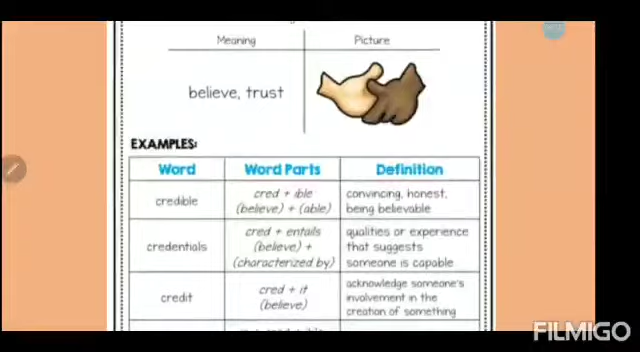 Meaning Picture
believe, trust
EXAMPLES:
Word Word Parts Definition
credible
cred + ible
(believe) + (able)
convincing, honest,
being believable
credentials
cred + entails
(believe) +
(characterized by)
qualities or experience
that suggests
someone is capable
credit
cred + it
(believe)
acknowledge someone's
involvement in the
creation of something
FILMIGO